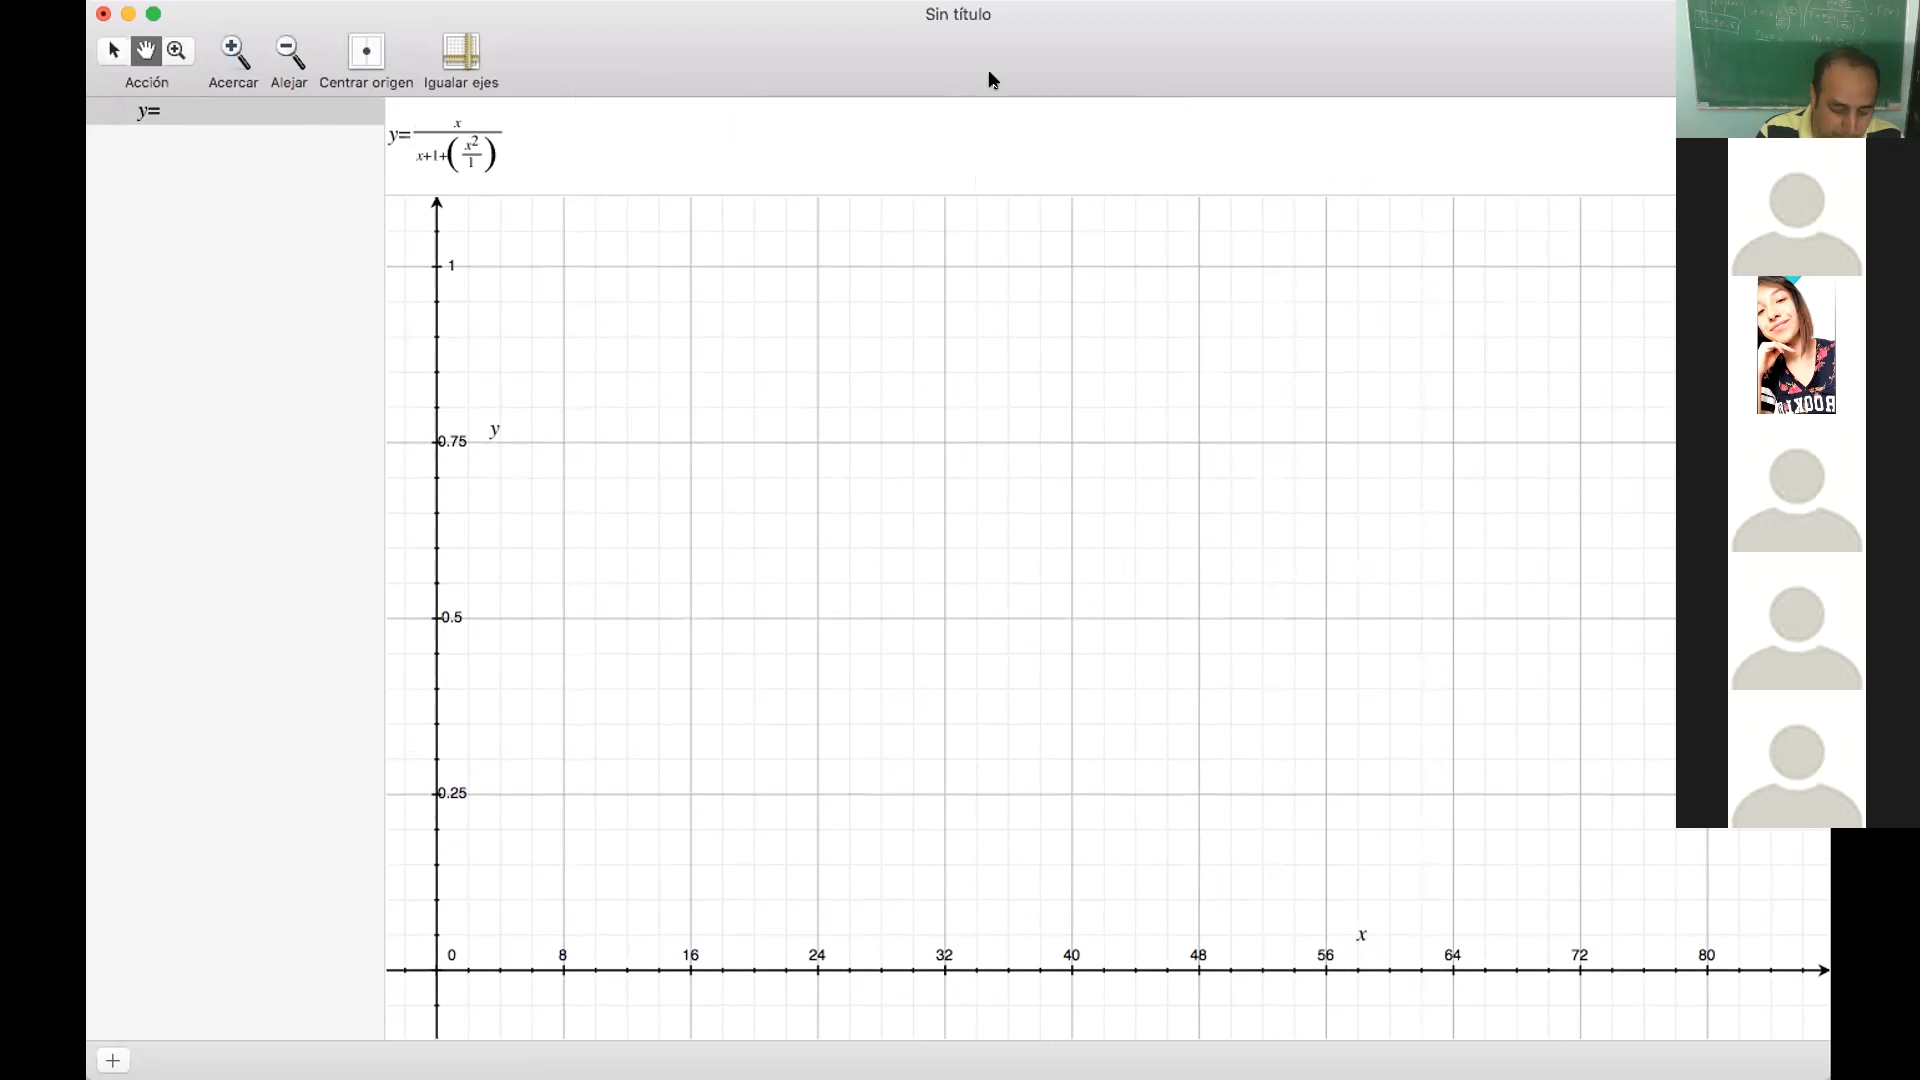 Sin título
Acción
Acercar
Alejar
Centrar origen
Igualar ejes
y=
y=x/(x+1+(x²/1))
1
0.75
y
0.5
0.25
x
0 8 16 24 32 40 48 56 64 72 80
BROOKL